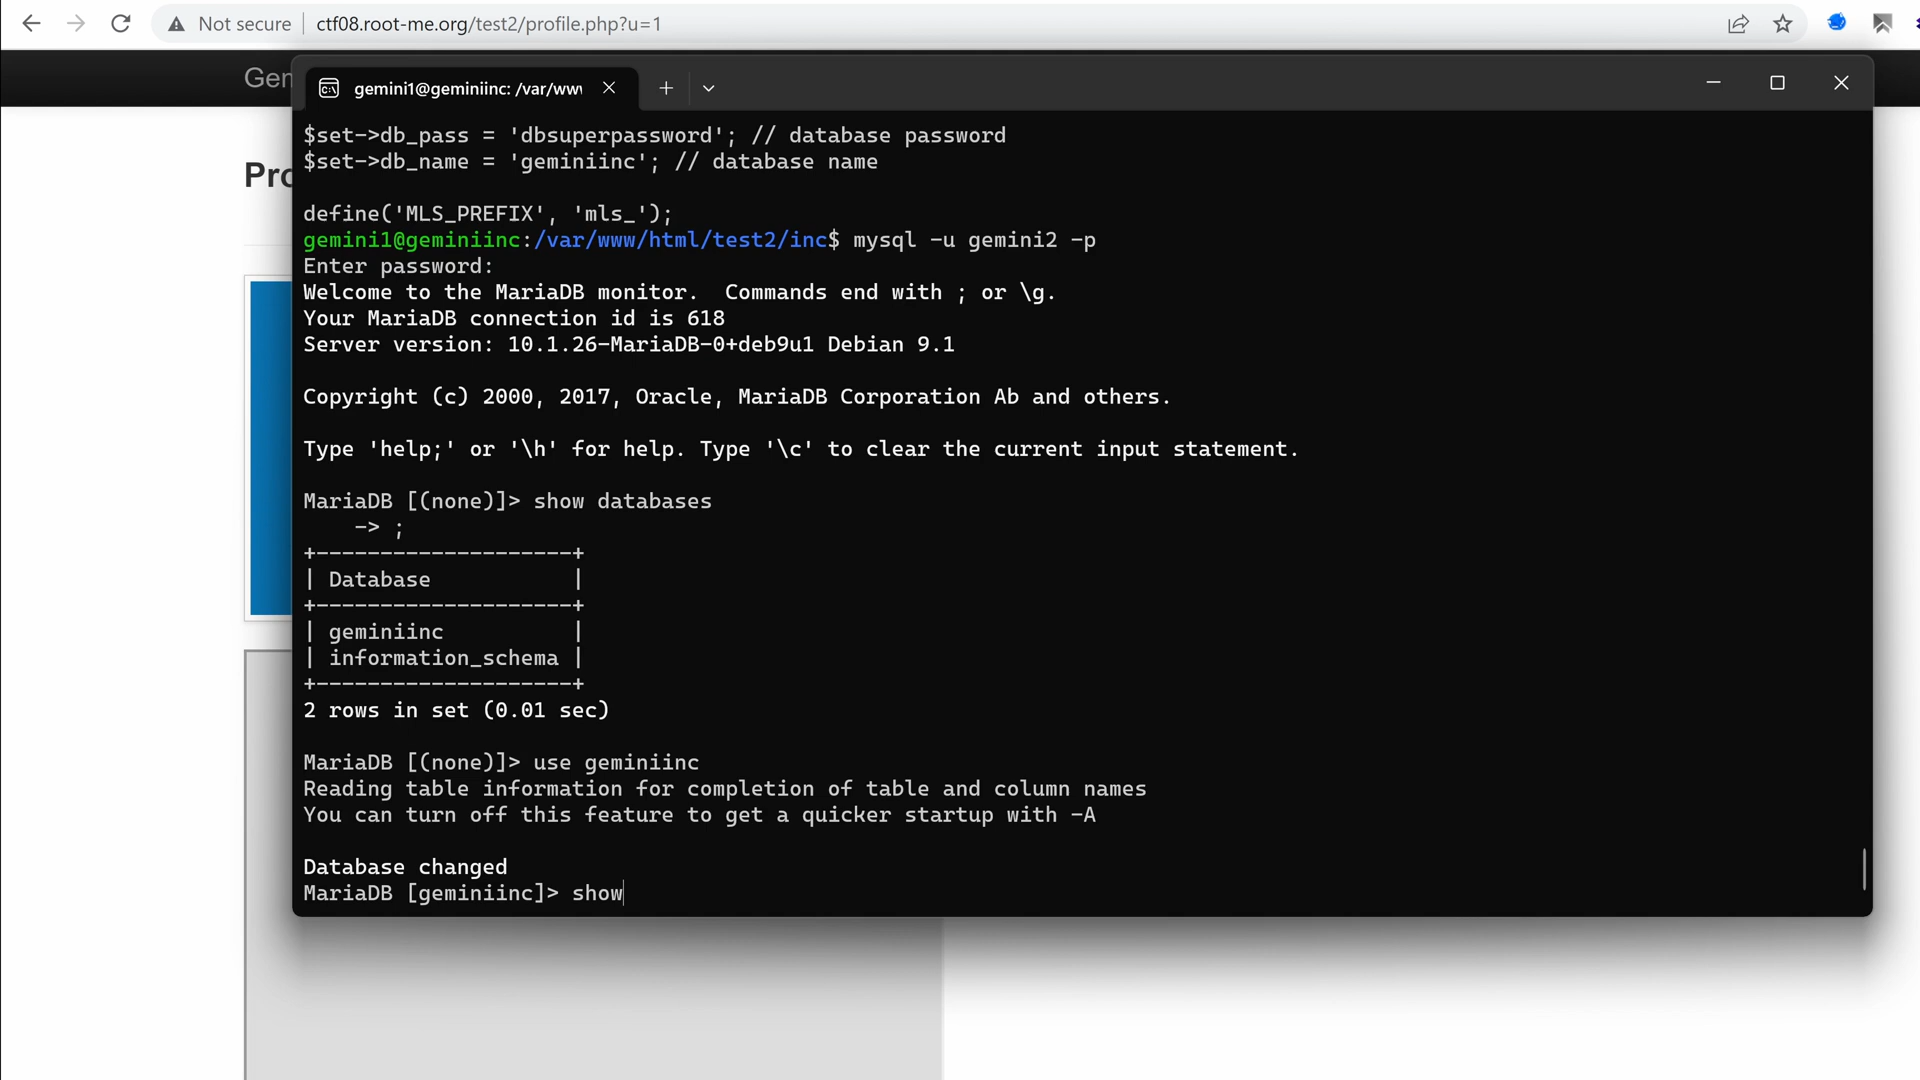 Not secure
ctf08.root-me.org/test2/profile.php?u=1
Gem
gemini1@geminiinc: /var/ww
Pro
$set->db_pass = 'dbsuperpassword'; // database password
$set->db_name = 'geminiinc'; // database name
define('MLS_PREFIX', 'mls_');
gemini1@geminiinc:/var/www/html/test2/inc$ mysql -u gemini2 -p
Enter password:
Welcome to the MariaDB monitor.  Commands end with ; or \g.
Your MariaDB connection id is 618
Server version: 10.1.26-MariaDB-0+deb9u1 Debian 9.1
Copyright (c) 2000, 2017, Oracle, MariaDB Corporation Ab and others.
Type 'help;' or '\h' for help. Type '\c' to clear the current input statement.
MariaDB [(none)]> show databases
    -> ;
+--------------------+
| Database           |
+--------------------+
| geminiinc          |
| information_schema |
+--------------------+
2 rows in set (0.01 sec)
MariaDB [(none)]> use geminiinc
Reading table information for completion of table and column names
You can turn off this feature to get a quicker startup with -A
Database changed
MariaDB [geminiinc]> show